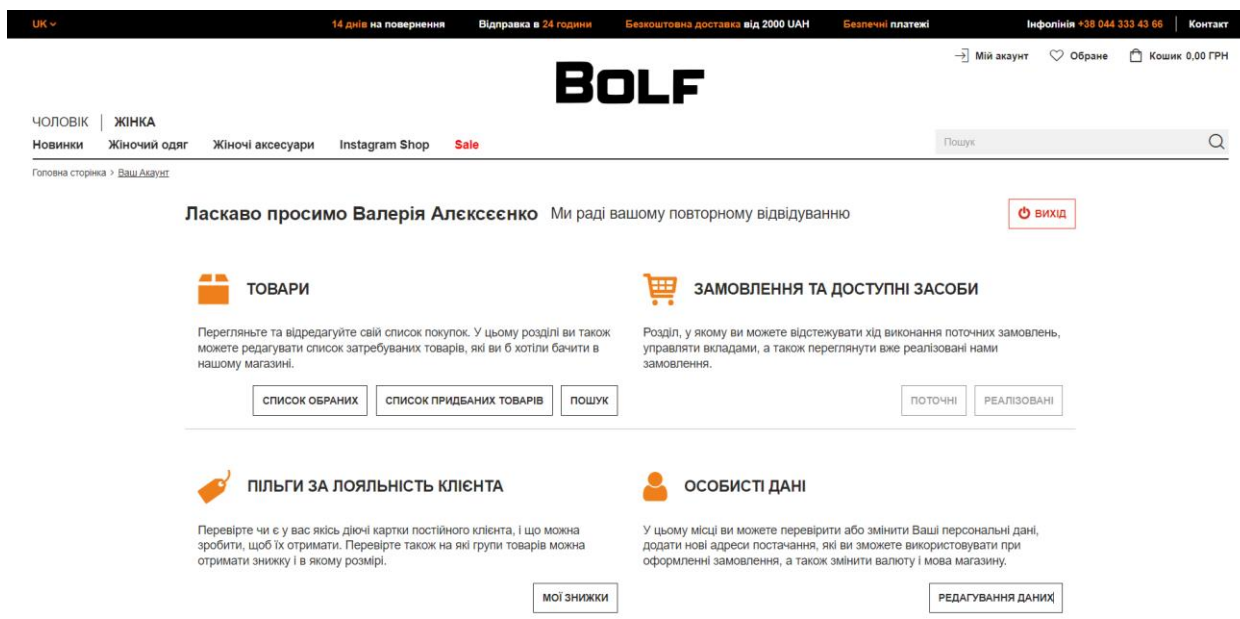 UK 14 днів на повернення Відправка в 24 години Безкоштовна доставка від 2000 UAH Безпечні платежі Інфолінія +38 044 333 43 66 Контакт
Мій акаунт Обране Кошик 0,00 ГРН
BOLF
ЧОЛОВІК | ЖІНКА
Новинки Жіночий одяг Жіночі аксесуари Instagram Shop Sale Пошук
Головна сторінка > Ваш Акаунт
Ласкаво просимо Валерія Алєксєєнко Ми раді вашому повторному відвідуванню ВИХІД
ТОВАРИ
Перегляньте та відредагуйте свій список покупок. У цьому розділі ви також
можете редагувати список затребуваних товарів, які ви б хотіли бачити в
нашому магазині.
СПИСОК ОБРАНИХ СПИСОК ПРИДБАНИХ ТОВАРІВ ПОШУК
ЗАМОВЛЕННЯ ТА ДОСТУПНІ ЗАСОБИ
Розділ, у якому ви можете відстежувати хід виконання поточних замовлень,
управляти вкладами, а також переглянути вже реалізовані нами
замовлення.
ПОТОЧНІ РЕАЛІЗОВАНІ
ПІЛЬГИ ЗА ЛОЯЛЬНІСТЬ КЛІЄНТА
Перевірте чи є у вас якісь діючі картки постійного клієнта, і що можна
зробити, щоб їх отримати. Перевірте також на які групи товарів можна
отримати знижку і в якому розмірі.
МОЇ ЗНИЖКИ
ОСОБИСТІ ДАНІ
У цьому місці ви можете перевірити або змінити Ваші персональні дані,
додати нові адреси постачання, які ви зможете використовувати при
оформленні замовлення, а також змінити валюту і мова магазину.
РЕДАГУВАННЯ ДАНИХ